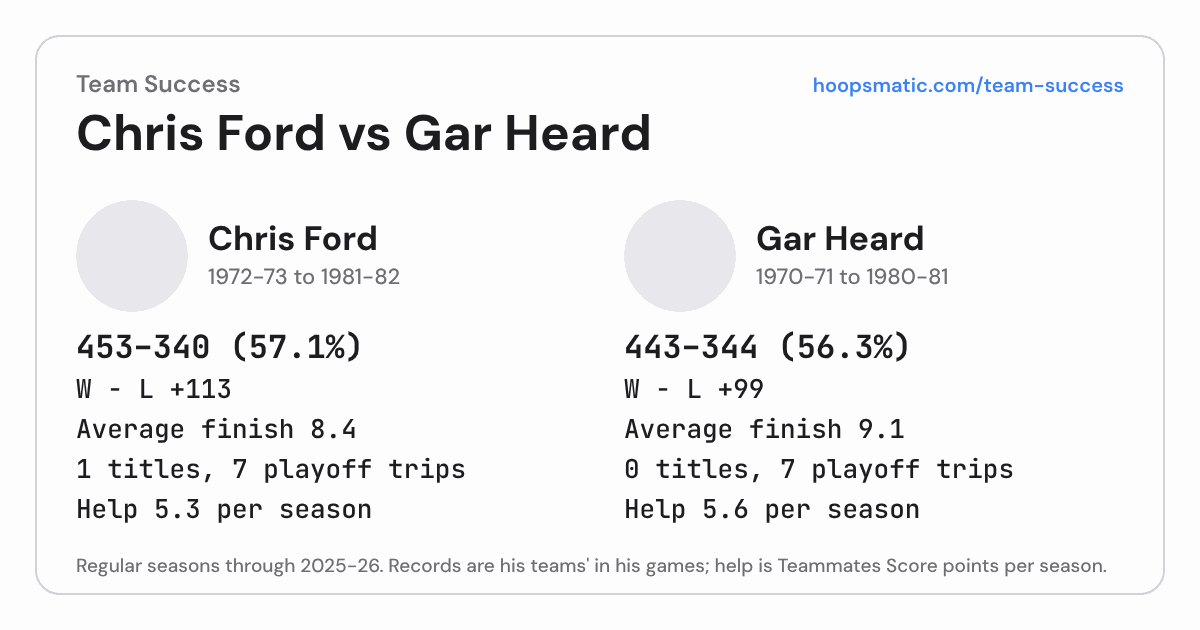 Team Success
hoopsmatic.com/team-success
Chris Ford vs Gar Heard
Chris Ford
1972-73 to 1981-82
453-340 (57.1%)
W - L +113
Average finish 8.4
1 titles, 7 playoff trips
Help 5.3 per season
Gar Heard
1970-71 to 1980-81
443-344 (56.3%)
W - L +99
Average finish 9.1
0 titles, 7 playoff trips
Help 5.6 per season
Regular seasons through 2025-26. Records are his teams' in his games; help is Teammates Score points per season.